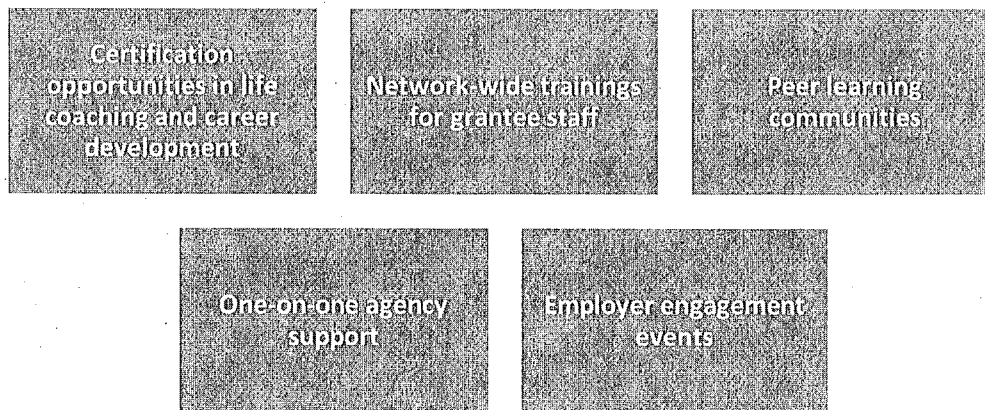 Certification
opportunities in life
coaching and career
development
Network-wide trainings
for grantee staff
Peer learning
communities
One-on-one agency
support
Employer engagement
events